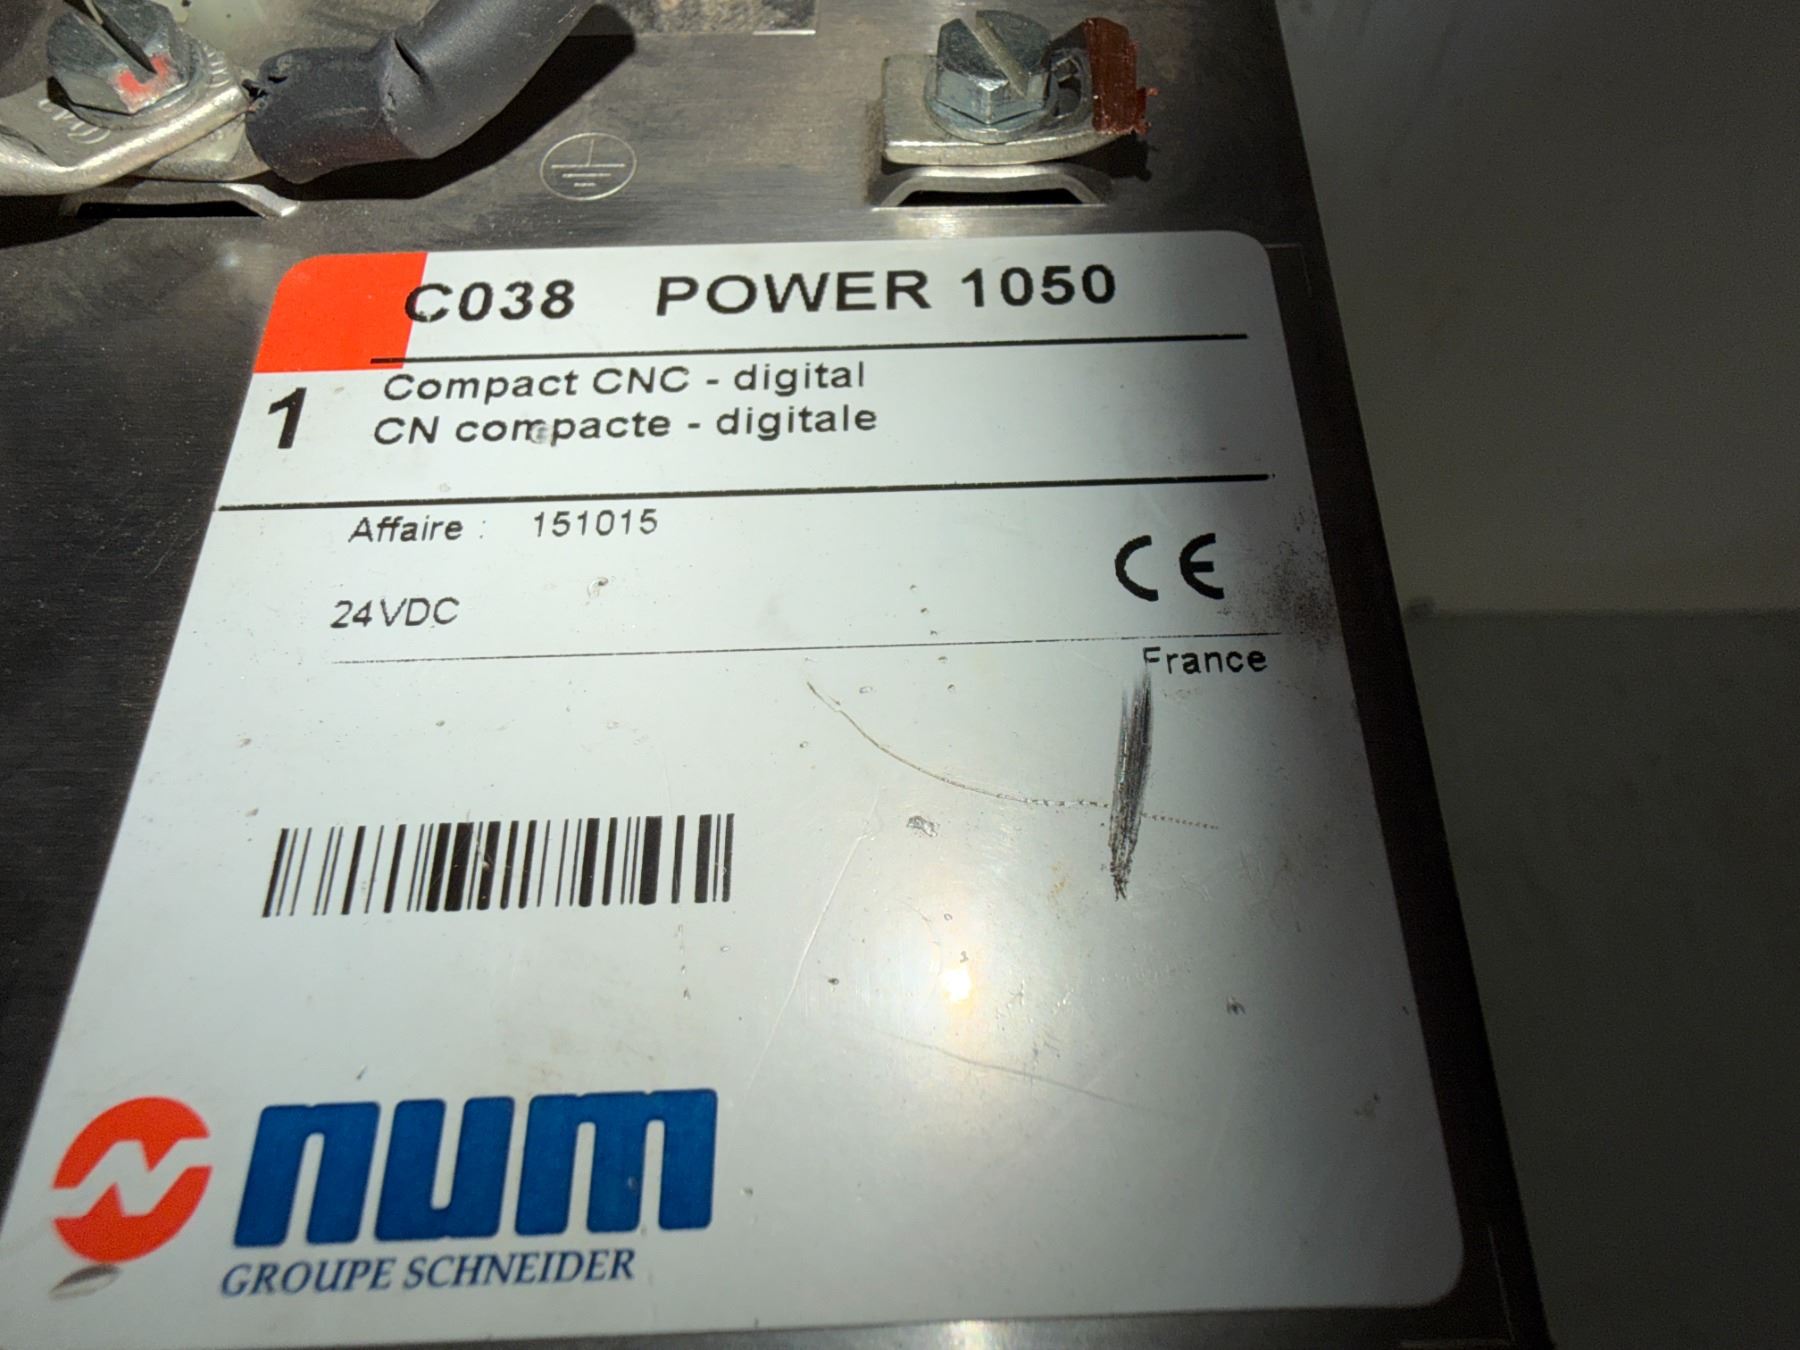 C038 POWER 1050
1
Compact CNC - digital
CN compacte - digitale
Affaire : 151015
24VDC
CE
France
num
GROUPE SCHNEIDER